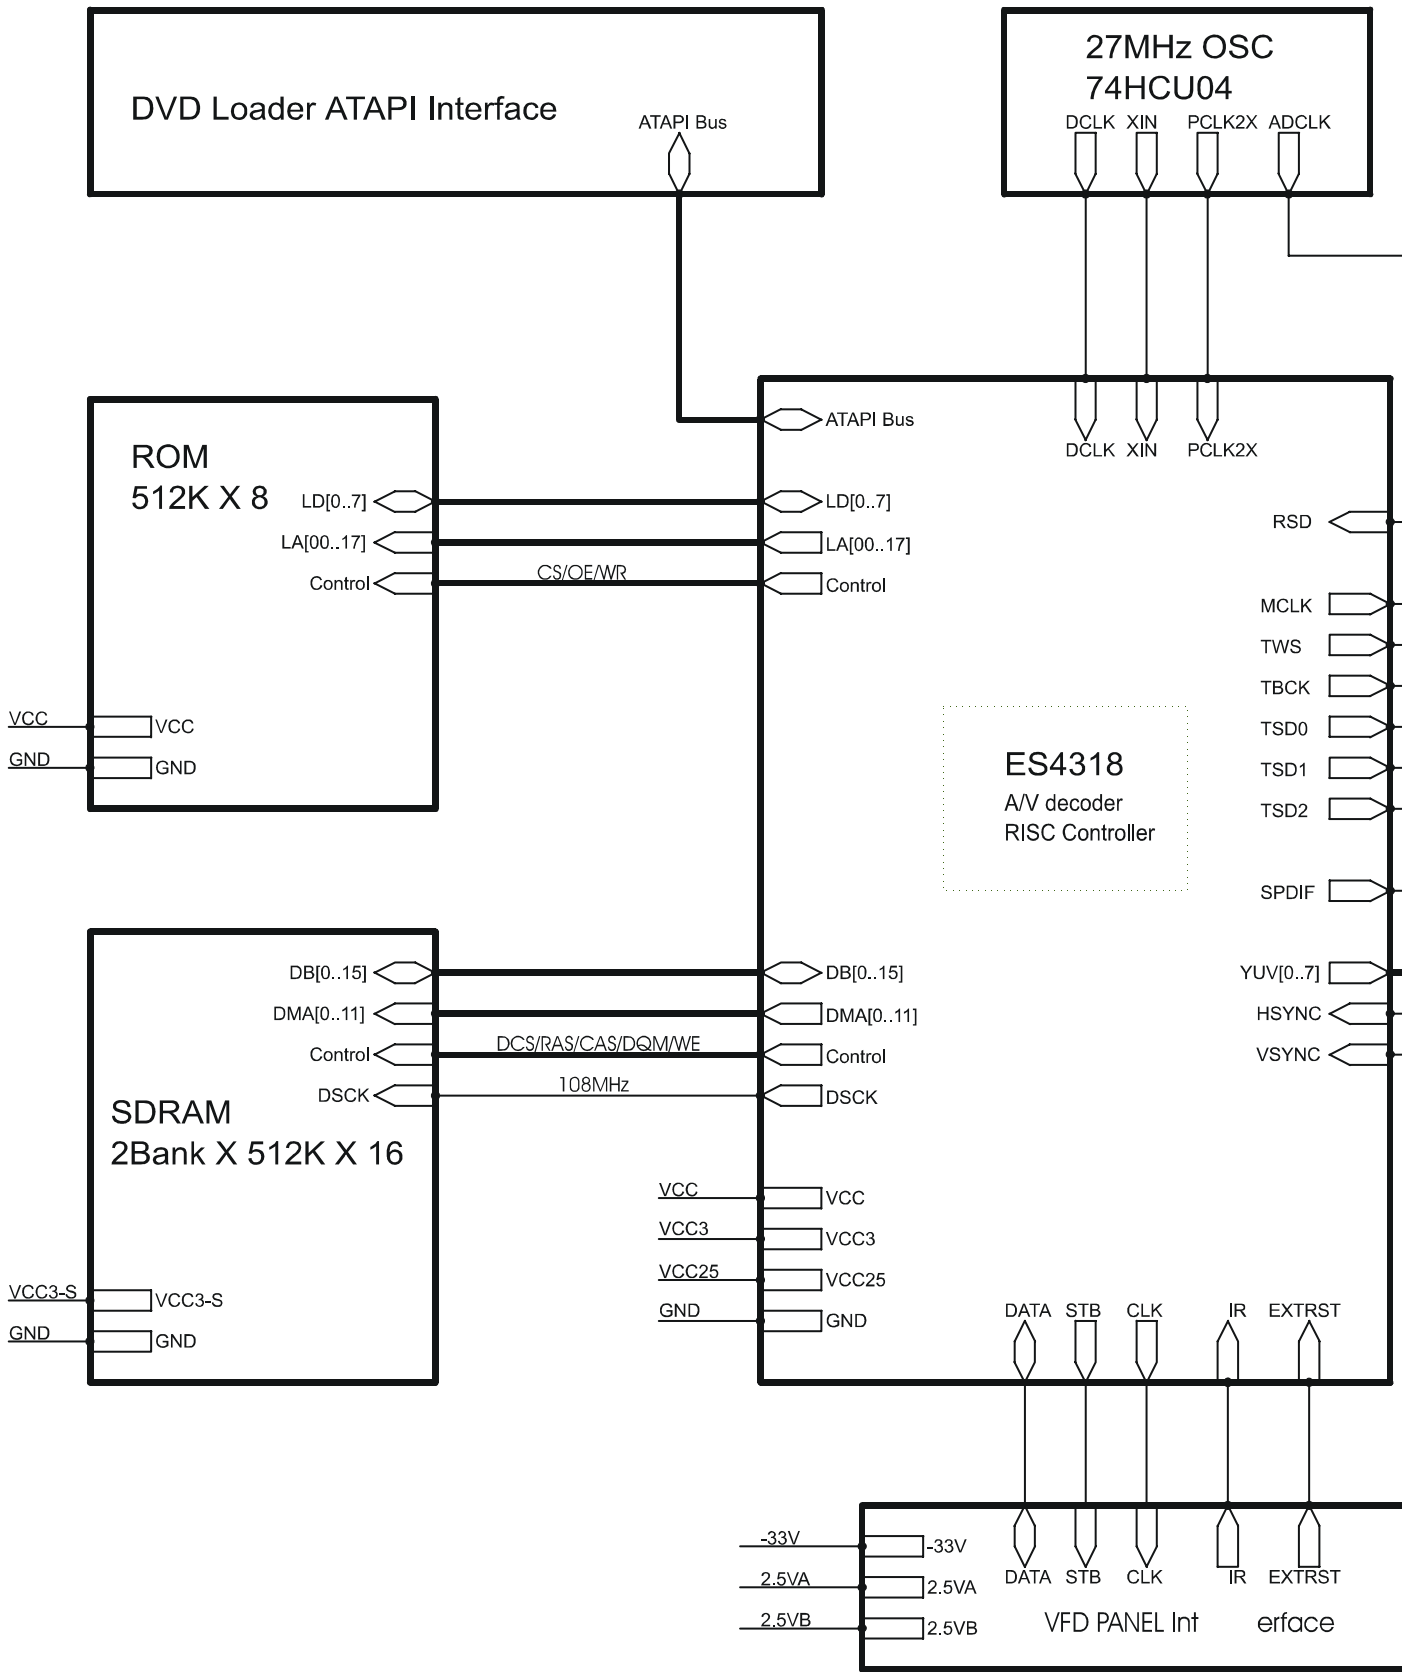 DVD Loader ATAPI Interface
ATAPI Bus
27MHz OSC
74HCU04
DCLK XIN PCLK2X ADCLK
ROM
512K X 8
LD[0..7]
LA[00..17]
Control
CS/OE/WR
VCC
GND
VCC
GND
ATAPI Bus
LD[0..7]
LA[00..17]
Control
DCLK XIN PCLK2X
RSD
MCLK
TWS
TBCK
TSD0
TSD1
TSD2
SPDIF
YUV[0..7]
HSYNC
VSYNC
ES4318
A/V decoder
RISC Controller
SDRAM
2Bank X 512K X 16
DB[0..15]
DMA[0..11]
Control
DSCK
DCS/RAS/CAS/DQM/WE
108MHz
DB[0..15]
DMA[0..11]
Control
DSCK
VCC3-S
GND
VCC3-S
GND
VCC
VCC3
VCC25
GND
VCC
VCC3
VCC25
GND
DATA STB CLK IR EXTRST
-33V
2.5VA
2.5VB
-33V
2.5VA
2.5VB
DATA STB CLK IR EXTRST
VFD PANEL Int erface